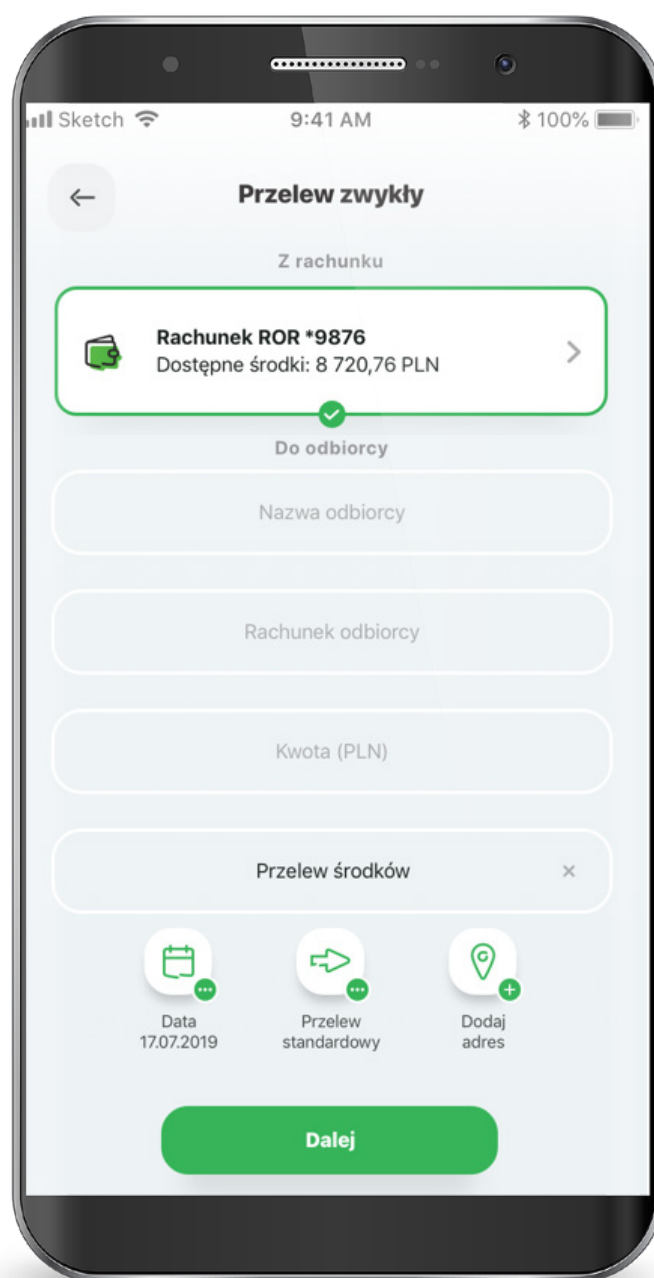 Sketch 9:41 AM 100%
Przelew zwykły
Z rachunku
Rachunek ROR *9876
Dostępne środki: 8 720,76 PLN
Do odbiorcy
Nazwa odbiorcy
Rachunek odbiorcy
Kwota (PLN)
Przelew środków
Data
17.07.2019
Przelew
standardowy
Dodaj
adres
Dalej